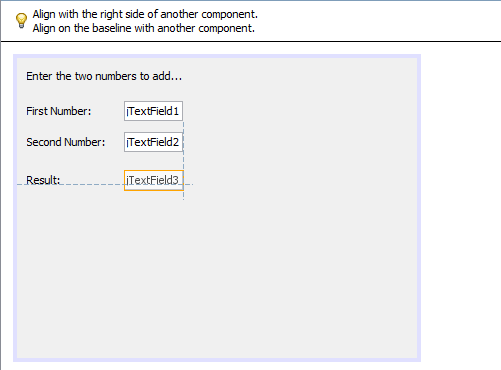 Align with the right side of another component.
Align on the baseline with another component.
Enter the two numbers to add...
First Number: jTextField1
Second Number: jTextField2
Result: jTextField3